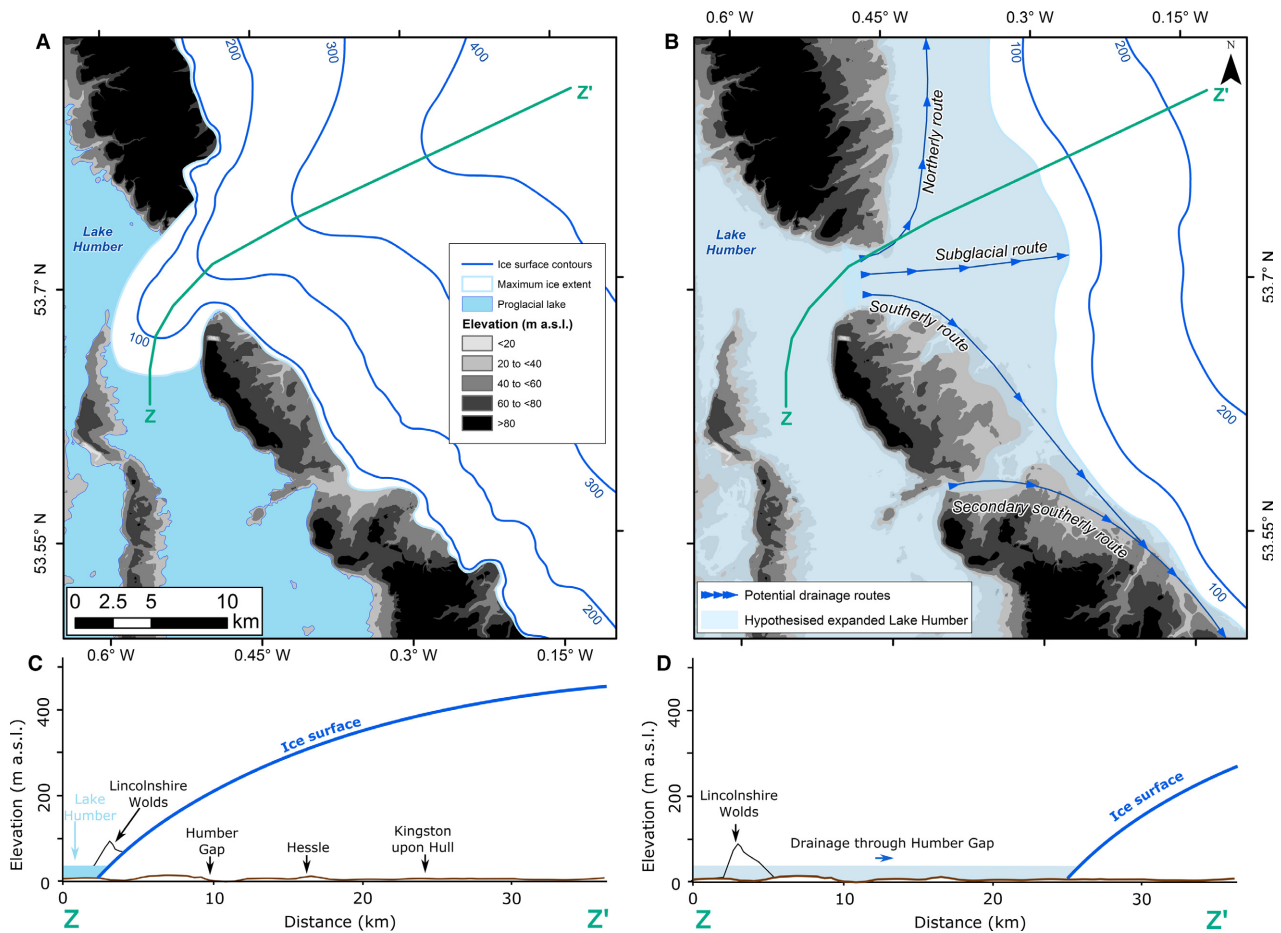 A
200
300
400
Z'
Lake
Humber
100
Z
Ice surface contours
Maximum ice extent
Proglacial lake
Elevation (m a.s.l.)
<20
20 to <40
40 to <60
60 to <80
>80
300
200
53.7° N
53.55° N
0 2.5 5 10
km
0.6° W 0.45° W 0.3° W 0.15° W
0.6° W 0.45° W 0.3° W 0.15° W
B
100
200
N
Z'
Northerly route
Lake
Humber
Subglacial route
Southerly route
Z
200
Secondary southerly route
100
53.7° N
53.55° N
Potential drainage routes
Hypothesised expanded Lake Humber
C
Elevation (m a.s.l.)
400
200
0
Ice surface
Lincolnshire
Wolds
Lake
Humber
Humber
Gap
Hessle
Kingston
upon Hull
0 10 20 30
Distance (km)
Z Z'
D
Elevation (m a.s.l.)
400
200
0
Ice surface
Lincolnshire
Wolds
Drainage through Humber Gap
0 10 20 30
Distance (km)
Z Z'